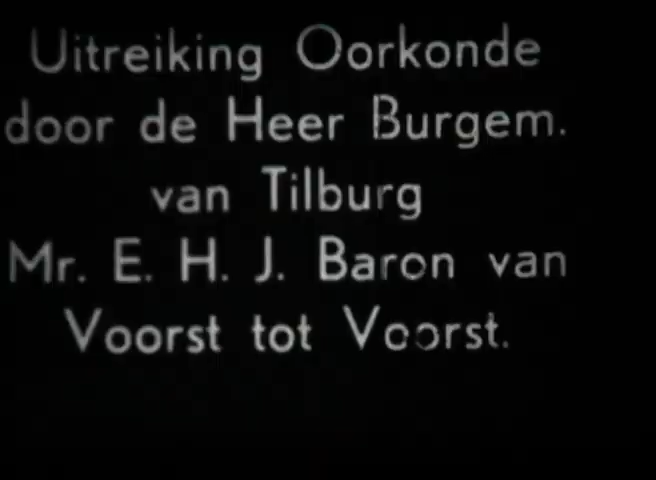 Uitreiking Oorkonde
door de Heer Burgem.
van Tilburg
Mr. E. H. J. Baron van
Voorst tot Voorst.